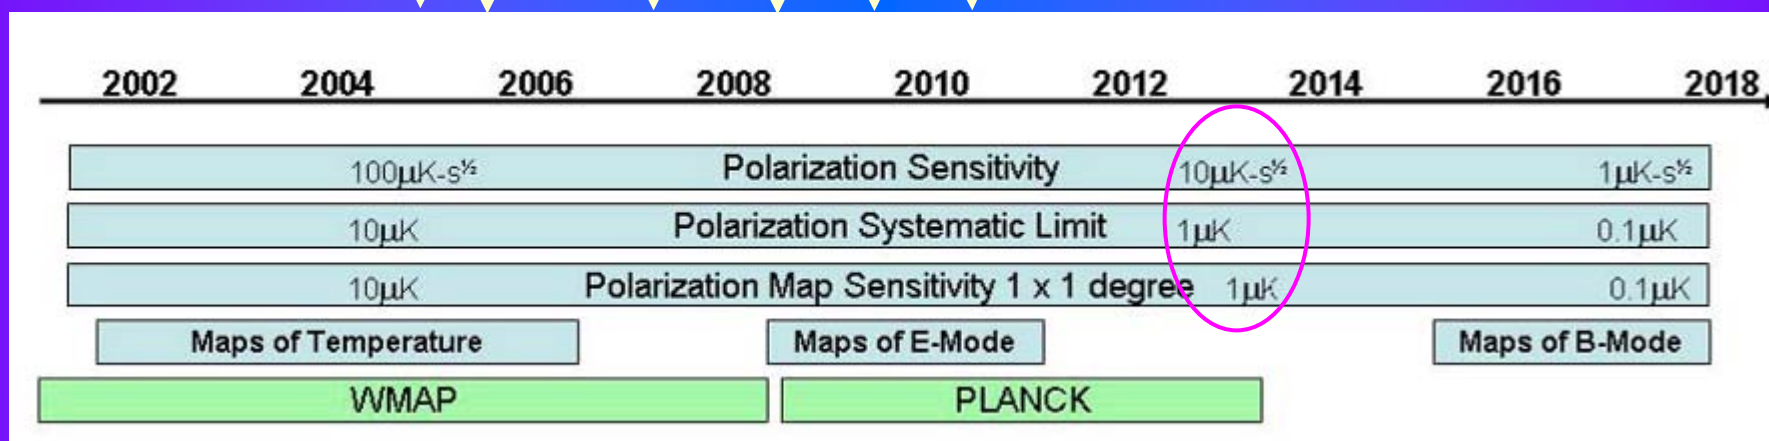 2002 2004 2006 2008 2010 2012 2014 2016 2018
100µK-s½ Polarization Sensitivity 10µK-s½ 1µK-s½
10µK Polarization Systematic Limit 1µK 0.1µK
10µK Polarization Map Sensitivity 1 x 1 degree 1µK 0.1µK
Maps of Temperature Maps of E-Mode Maps of B-Mode
WMAP PLANCK